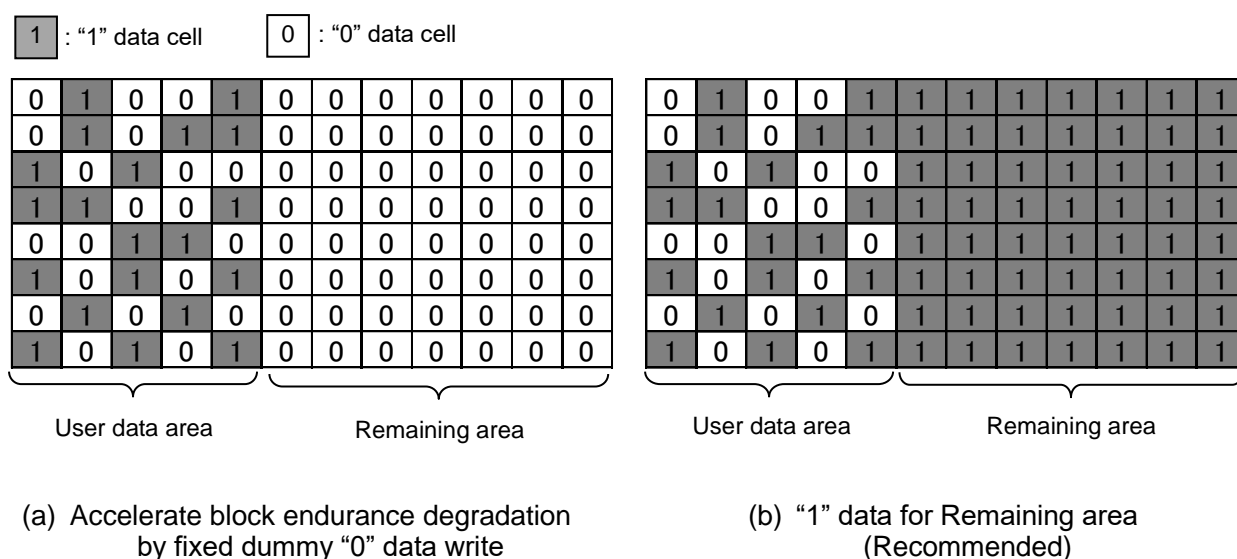 1 : “1” data cell 0 : “0” data cell
0 1 0 0 1 0 0 0 0 0 0 0 0 1 0 0 1 1 1 1 1 1 1 1
0 1 0 1 1 0 0 0 0 0 0 0 0 1 0 1 1 1 1 1 1 1 1 1
1 0 1 0 0 0 0 0 0 0 0 0 1 0 1 0 0 1 1 1 1 1 1 1
1 1 0 0 1 0 0 0 0 0 0 0 1 1 0 0 1 1 1 1 1 1 1 1
0 0 1 1 0 0 0 0 0 0 0 0 0 0 1 1 0 1 1 1 1 1 1 1
1 0 1 0 1 0 0 0 0 0 0 0 1 0 1 0 1 1 1 1 1 1 1 1
0 1 0 1 0 0 0 0 0 0 0 0 0 1 0 1 0 1 1 1 1 1 1 1
1 0 1 0 1 0 0 0 0 0 0 0 1 0 1 0 1 1 1 1 1 1 1 1
User data area Remaining area User data area Remaining area
(a) Accelerate block endurance degradation
by fixed dummy “0” data write
(b) “1” data for Remaining area
(Recommended)